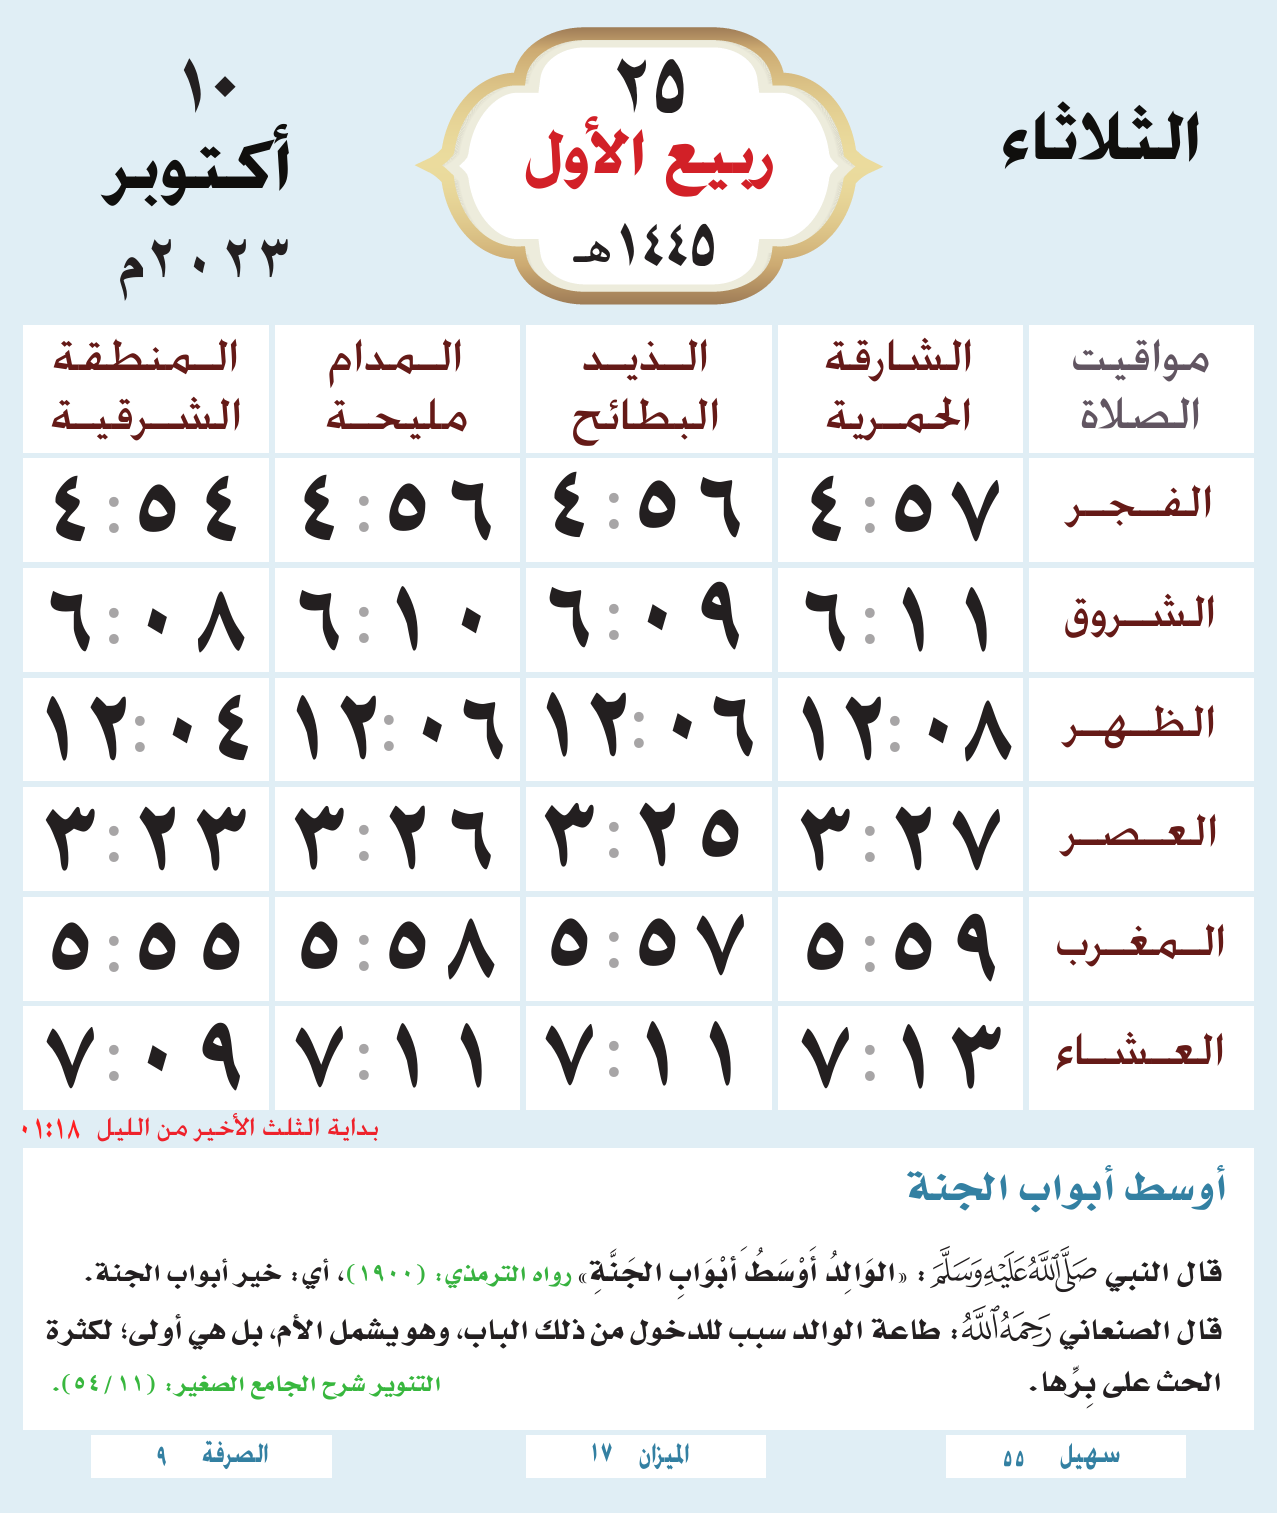 الثلاثاء
٢٥
ربيع الأول
١٤٤٥هـ
١٠
أكتوبر
٢٠٢٣م
مواقيت الصلاة	الشارقة الحمرية	الذيد البطائح	المدام مليحة	المنطقة الشرقية
الفجر	٤:٥٧	٤:٥٦	٤:٥٦	٤:٥٤
الشروق	٦:١١	٦:٠٩	٦:١٠	٦:٠٨
الظهر	١٢:٠٨	١٢:٠٦	١٢:٠٦	١٢:٠٤
العصر	٣:٢٧	٣:٢٥	٣:٢٦	٣:٢٣
المغرب	٥:٥٩	٥:٥٧	٥:٥٨	٥:٥٥
العشاء	٧:١٣	٧:١١	٧:١١	٧:٠٩
بداية الثلث الأخير من الليل ٠١:١٨
أوسط أبواب الجنة
قال النبي صَلَّى اللَّهُ عَلَيْهِ وَسَلَّمَ: «الوَالِدُ أَوْسَطُ أَبْوَابِ الجَنَّةِ» رواه الترمذي: (١٩٠٠)، أي: خير أبواب الجنة.
قال الصنعاني رَحِمَهُ اللَّهُ: طاعة الوالد سبب للدخول من ذلك الباب، وهو يشمل الأم، بل هي أولى؛ لكثرة
الحث على بِرِّها. التنوير شرح الجامع الصغير: (٥٤/١١).
سهيل ٥٥	الميزان ١٧	الصرفة ٩